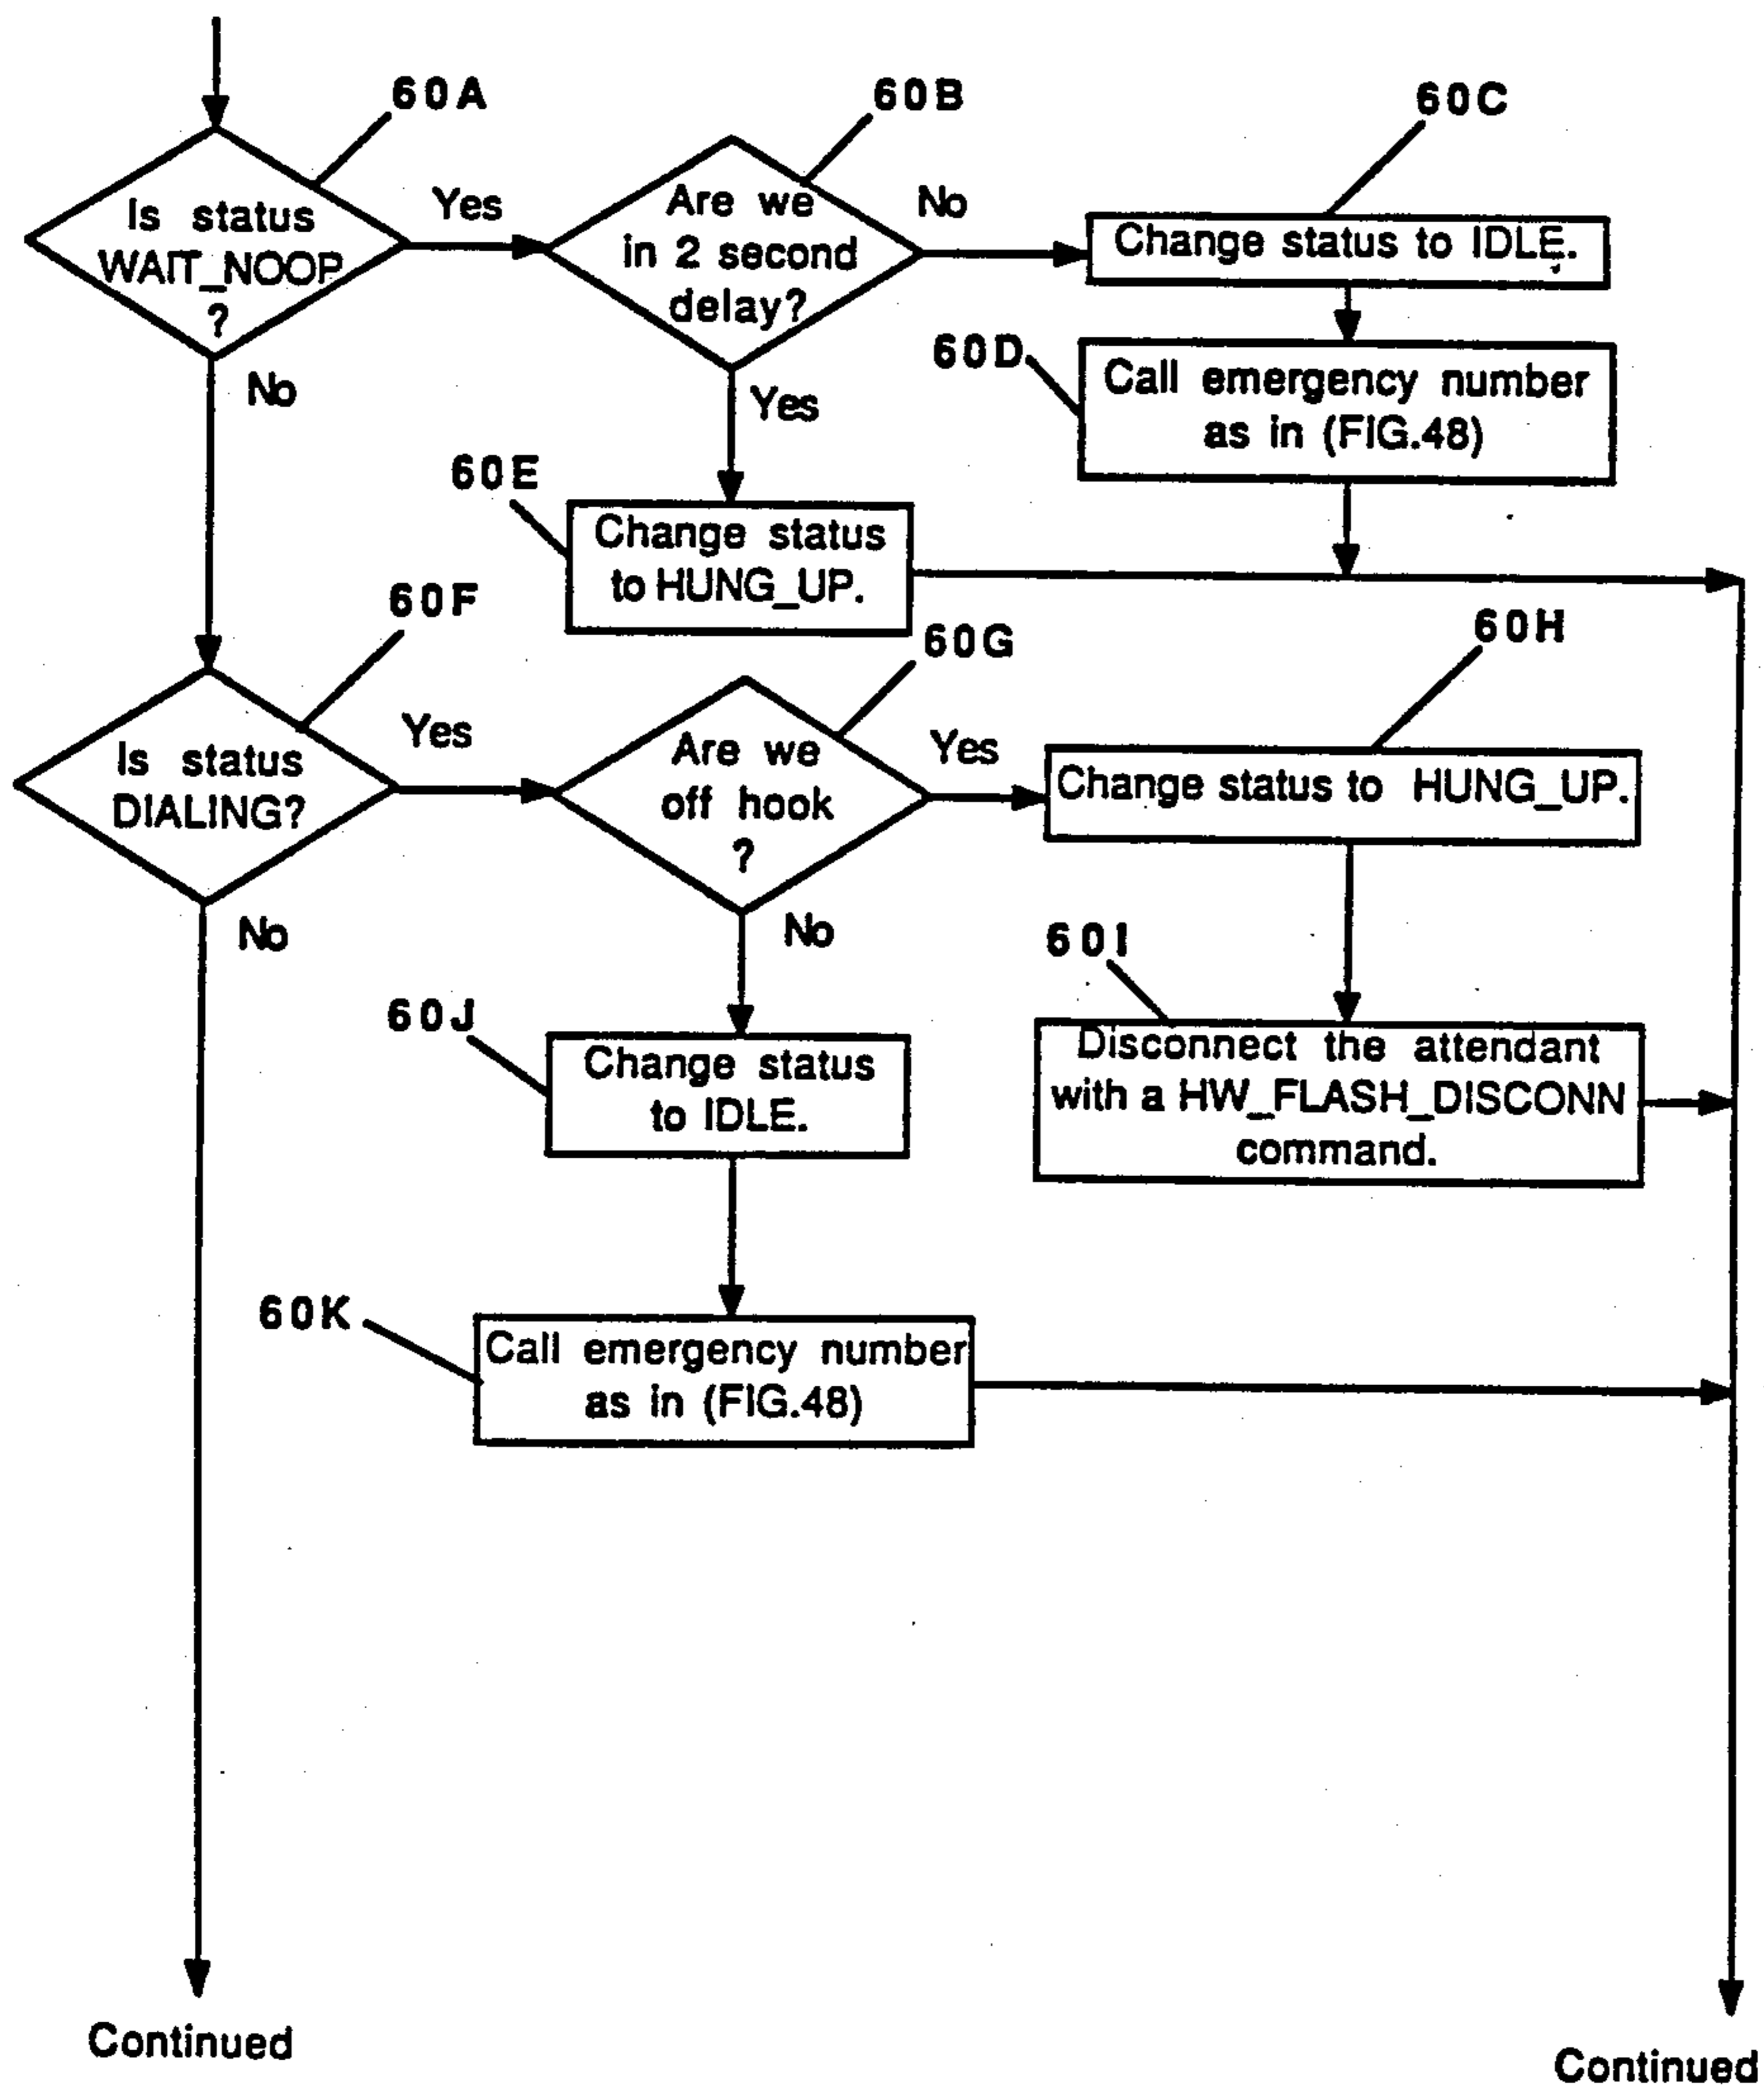 60A
60B
60C
Is status
WAIT_NOOP
?
Yes
Are we
in 2 second
delay?
No
Change status to IDLE.
60D
Call emergency number
as in (FIG.48)
No
Yes
60E
Change status
to HUNG_UP.
60F
60G
60H
Is status
DIALING?
Yes
Are we
off hook
?
Yes
Change status to HUNG_UP.
No
No
60I
Disconnect the attendant
with a HW_FLASH_DISCONN
command.
60J
Change status
to IDLE.
60K
Call emergency number
as in (FIG.48)
Continued
Continued